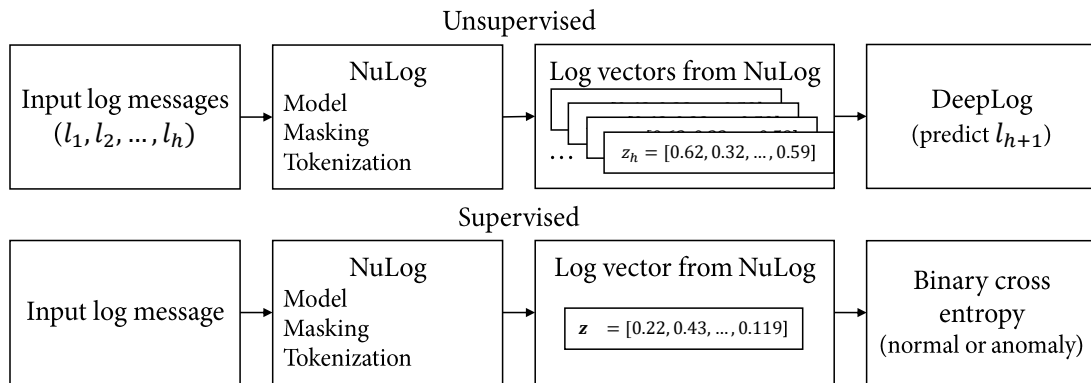 Unsupervised
Input log messages
(l₁, l₂, ..., lₕ)
NuLog
Model
Masking
Tokenization
Log vectors from NuLog
...
zₕ = [0.62, 0.32, ..., 0.59]
DeepLog
(predict lₕ₊₁)
Supervised
Input log message
NuLog
Model
Masking
Tokenization
Log vector from NuLog
z = [0.22, 0.43, ..., 0.119]
Binary cross
entropy
(normal or anomaly)